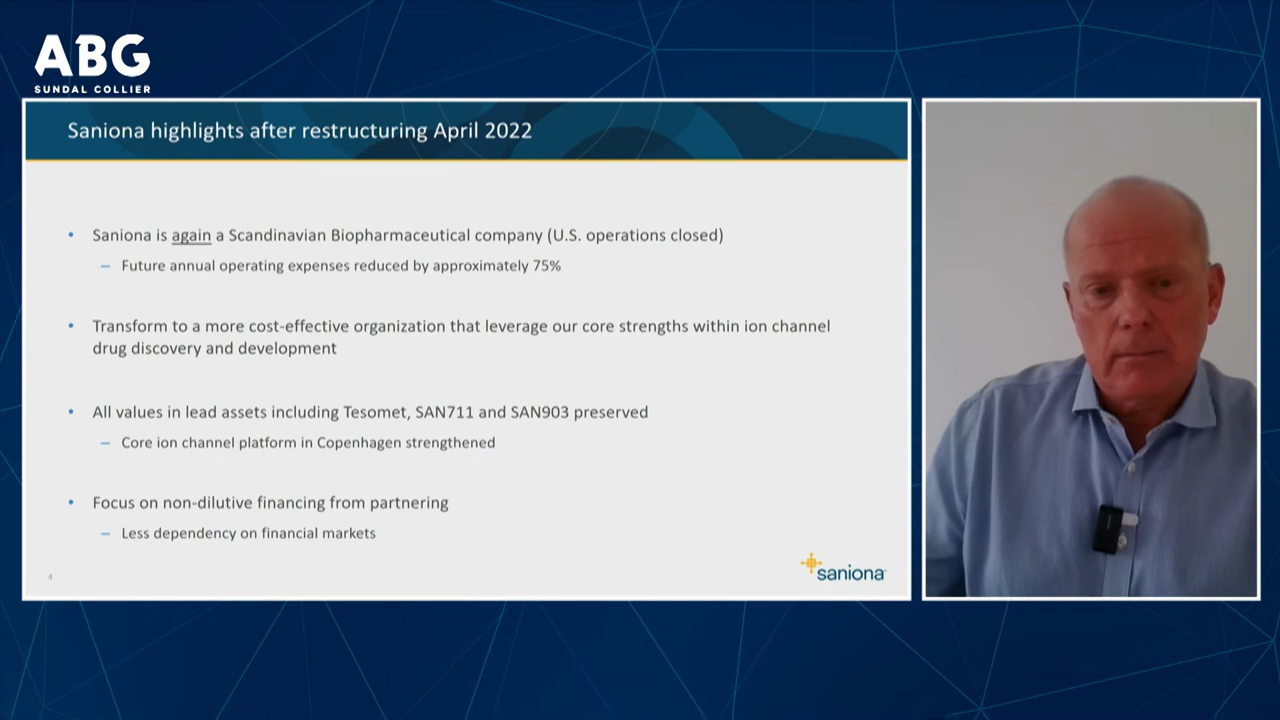 ABG
SUNDAL COLLIER
Saniona highlights after restructuring April 2022
• Saniona is again a Scandinavian Biopharmaceutical company (U.S. operations closed)
– Future annual operating expenses reduced by approximately 75%
• Transform to a more cost-effective organization that leverage our core strengths within ion channel
drug discovery and development
• All values in lead assets including Tesomet, SAN711 and SAN903 preserved
– Core ion channel platform in Copenhagen strengthened
• Focus on non-dilutive financing from partnering
– Less dependency on financial markets
4
saniona